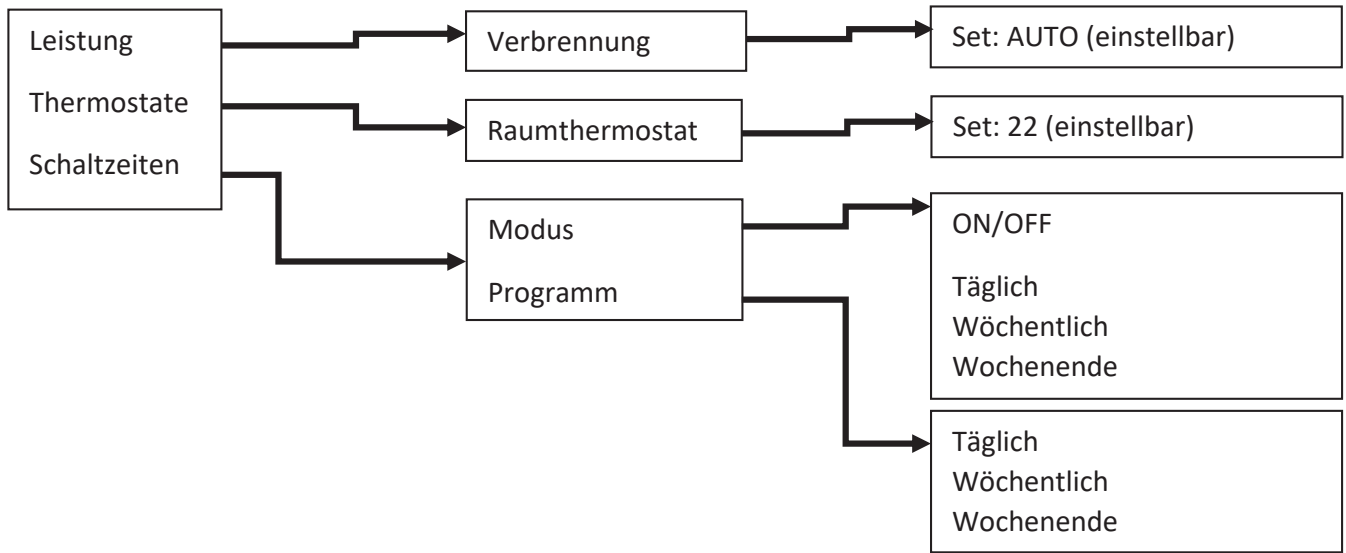 Leistung
Thermostate
Schaltzeiten
Verbrennung
Raumthermostat
Modus
Programm
Set: AUTO (einstellbar)
Set: 22 (einstellbar)
ON/OFF
Täglich
Wöchentlich
Wochenende
Täglich
Wöchentlich
Wochenende